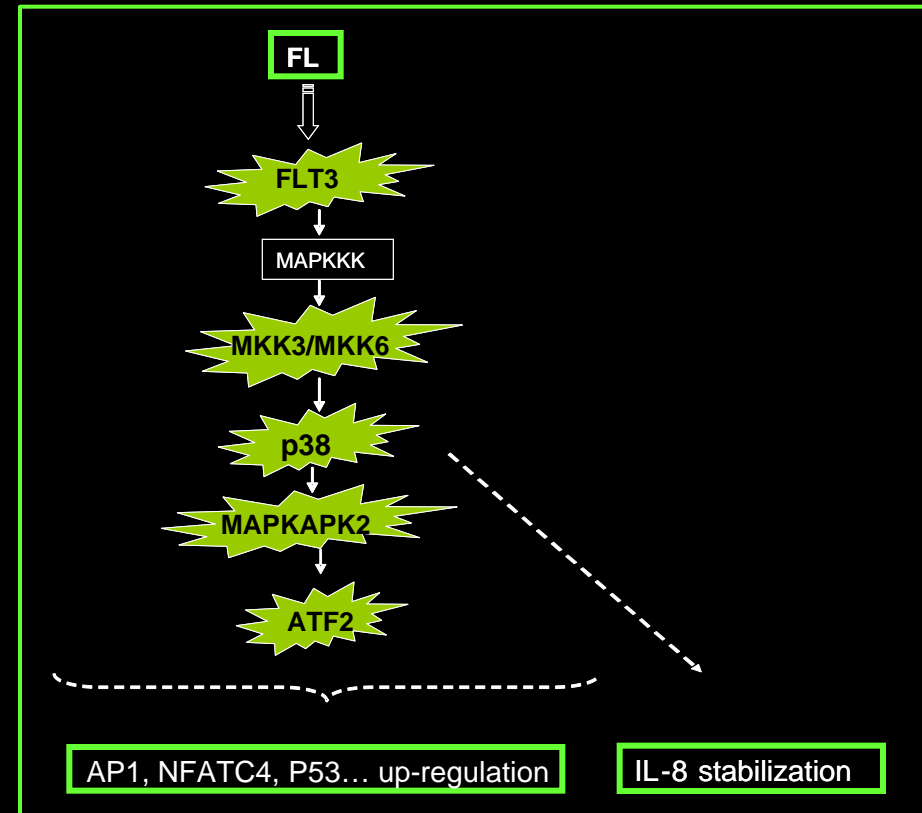 FL
FLT3
MAPKKK
MKK3/MKK6
p38
MAPKAPK2
ATF2
AP1, NFATC4, P53… up-regulation
IL-8 stabilization